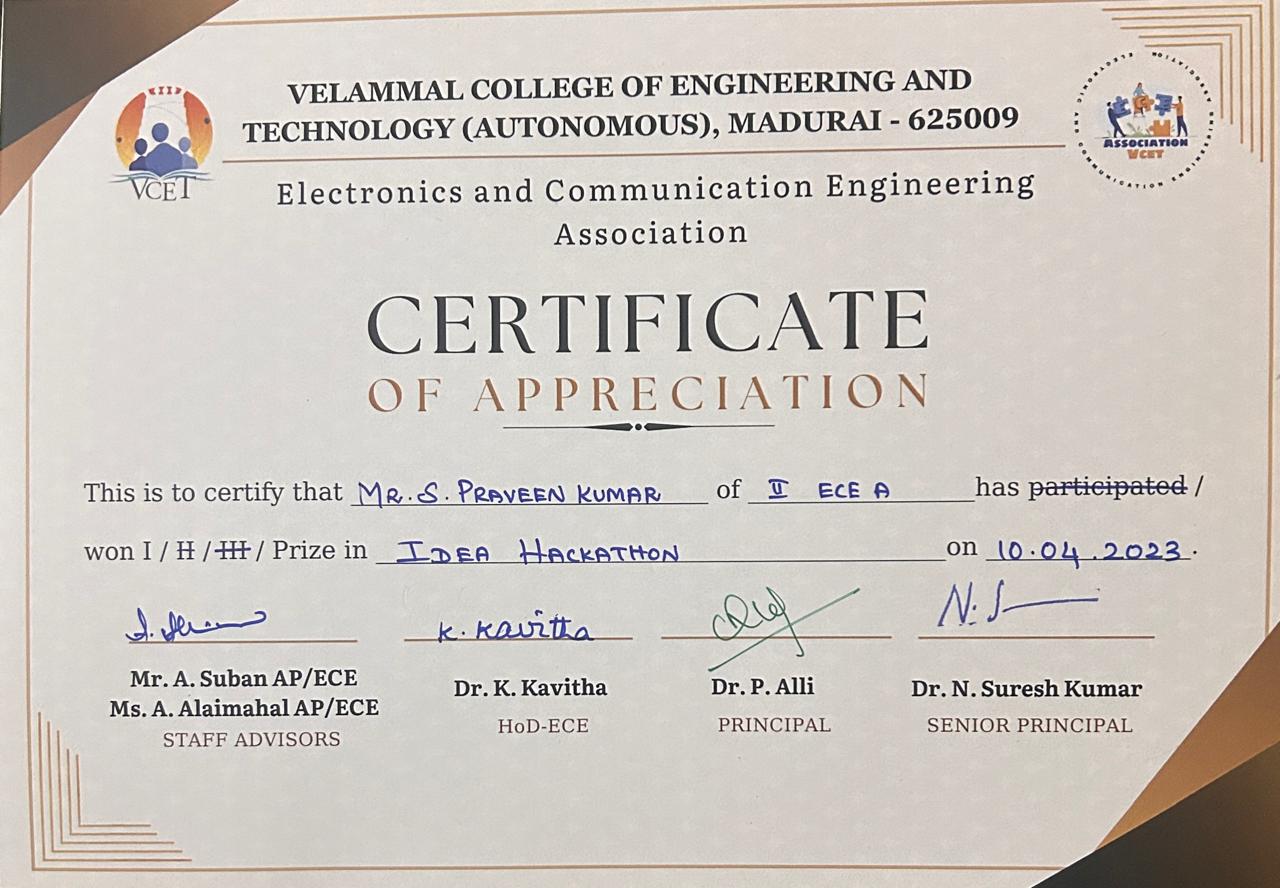 VELAMMAL COLLEGE OF ENGINEERING AND
TECHNOLOGY (AUTONOMOUS), MADURAI - 625009
VCET
ASSOCIATION
VCET
Electronics and Communication Engineering
Association
CERTIFICATE
OF APPRECIATION
This is to certify that MR. S. PRAVEEN KUMAR of II ECE A has participated /
won I / II / III / Prize in IDEA HACKATHON on 10.04.2023.
K. Kavitha
Mr. A. Suban AP/ECE
Ms. A. Alaimahal AP/ECE
STAFF ADVISORS
Dr. K. Kavitha
HoD-ECE
Dr. P. Alli
PRINCIPAL
Dr. N. Suresh Kumar
SENIOR PRINCIPAL